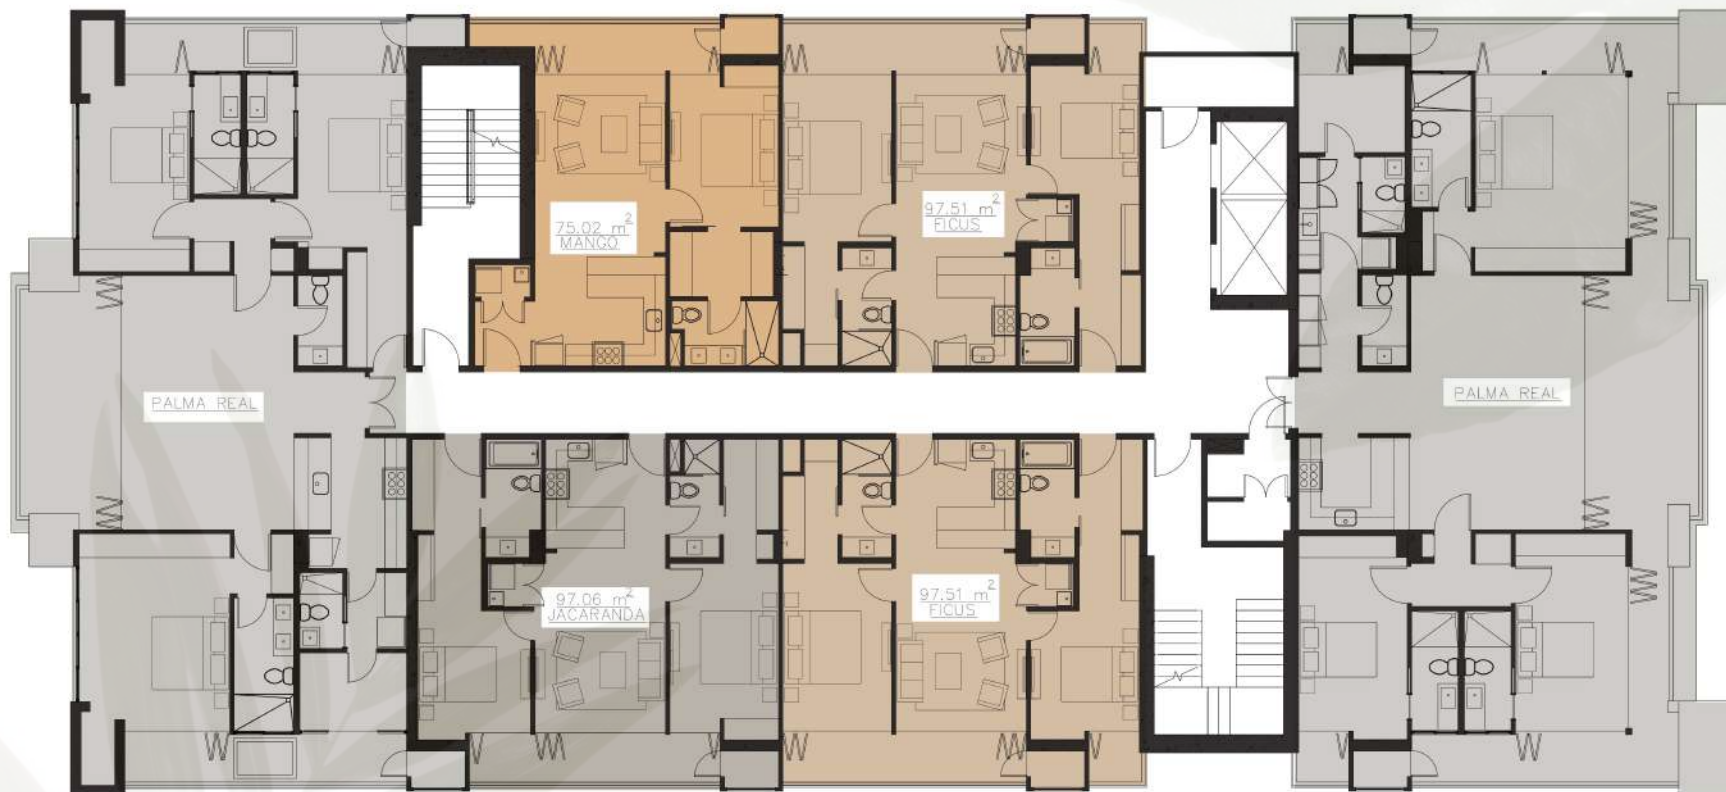 75.02 m²
MANGO
97.51 m²
FICUS
PALMA REAL
PALMA REAL
97.06 m²
JACARANDA
97.51 m²
FICUS